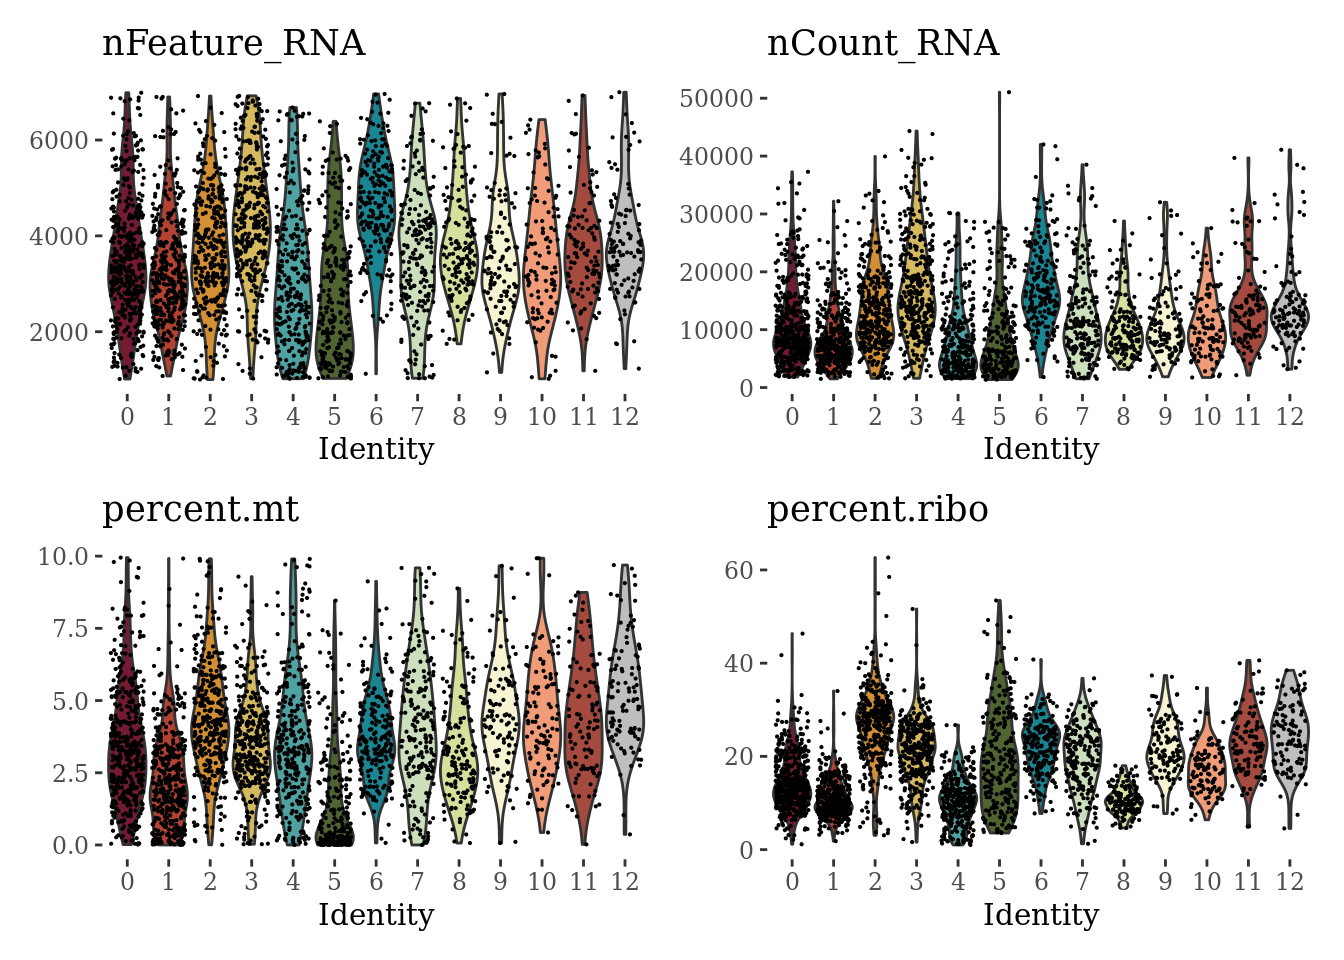 nFeature_RNA
6000
4000
2000
0 1 2 3 4 5 6 7 8 9 10 11 12
Identity
nCount_RNA
50000
40000
30000
20000
10000
0
0 1 2 3 4 5 6 7 8 9 10 11 12
Identity
percent.mt
10.0
7.5
5.0
2.5
0.0
0 1 2 3 4 5 6 7 8 9 10 11 12
Identity
percent.ribo
60
40
20
0
0 1 2 3 4 5 6 7 8 9 10 11 12
Identity